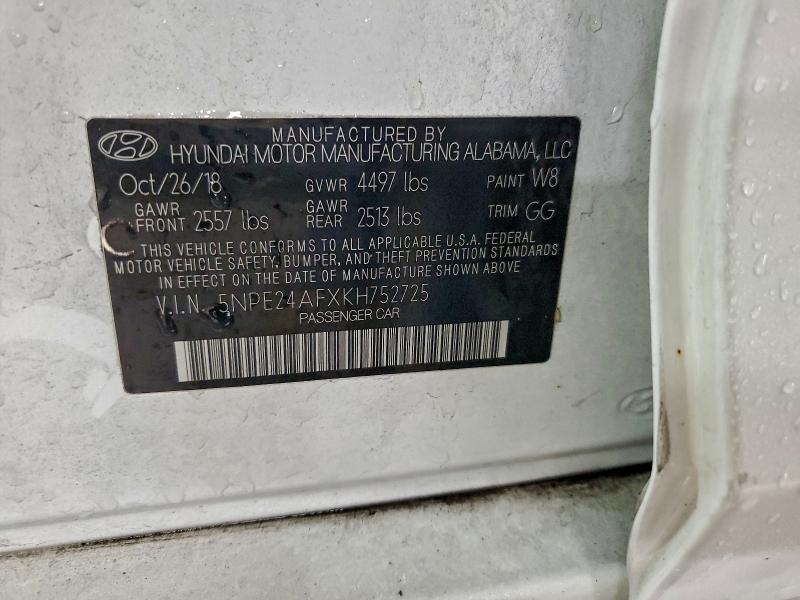 MANUFACTURED BY
HYUNDAI MOTOR MANUFACTURING ALABAMA, LLC
Oct/26/18 GVWR 4497 lbs PAINT W8
GAWR FRONT 2557 lbs GAWR REAR 2513 lbs TRIM GG
THIS VEHICLE CONFORMS TO ALL APPLICABLE U.S.A. FEDERAL
MOTOR VEHICLE SAFETY, BUMPER, AND THEFT PREVENTION STANDARDS
IN EFFECT ON THE DATE OF MANUFACTURE SHOWN ABOVE
V.I.N. 5NPE24AFXKH752725
PASSENGER CAR